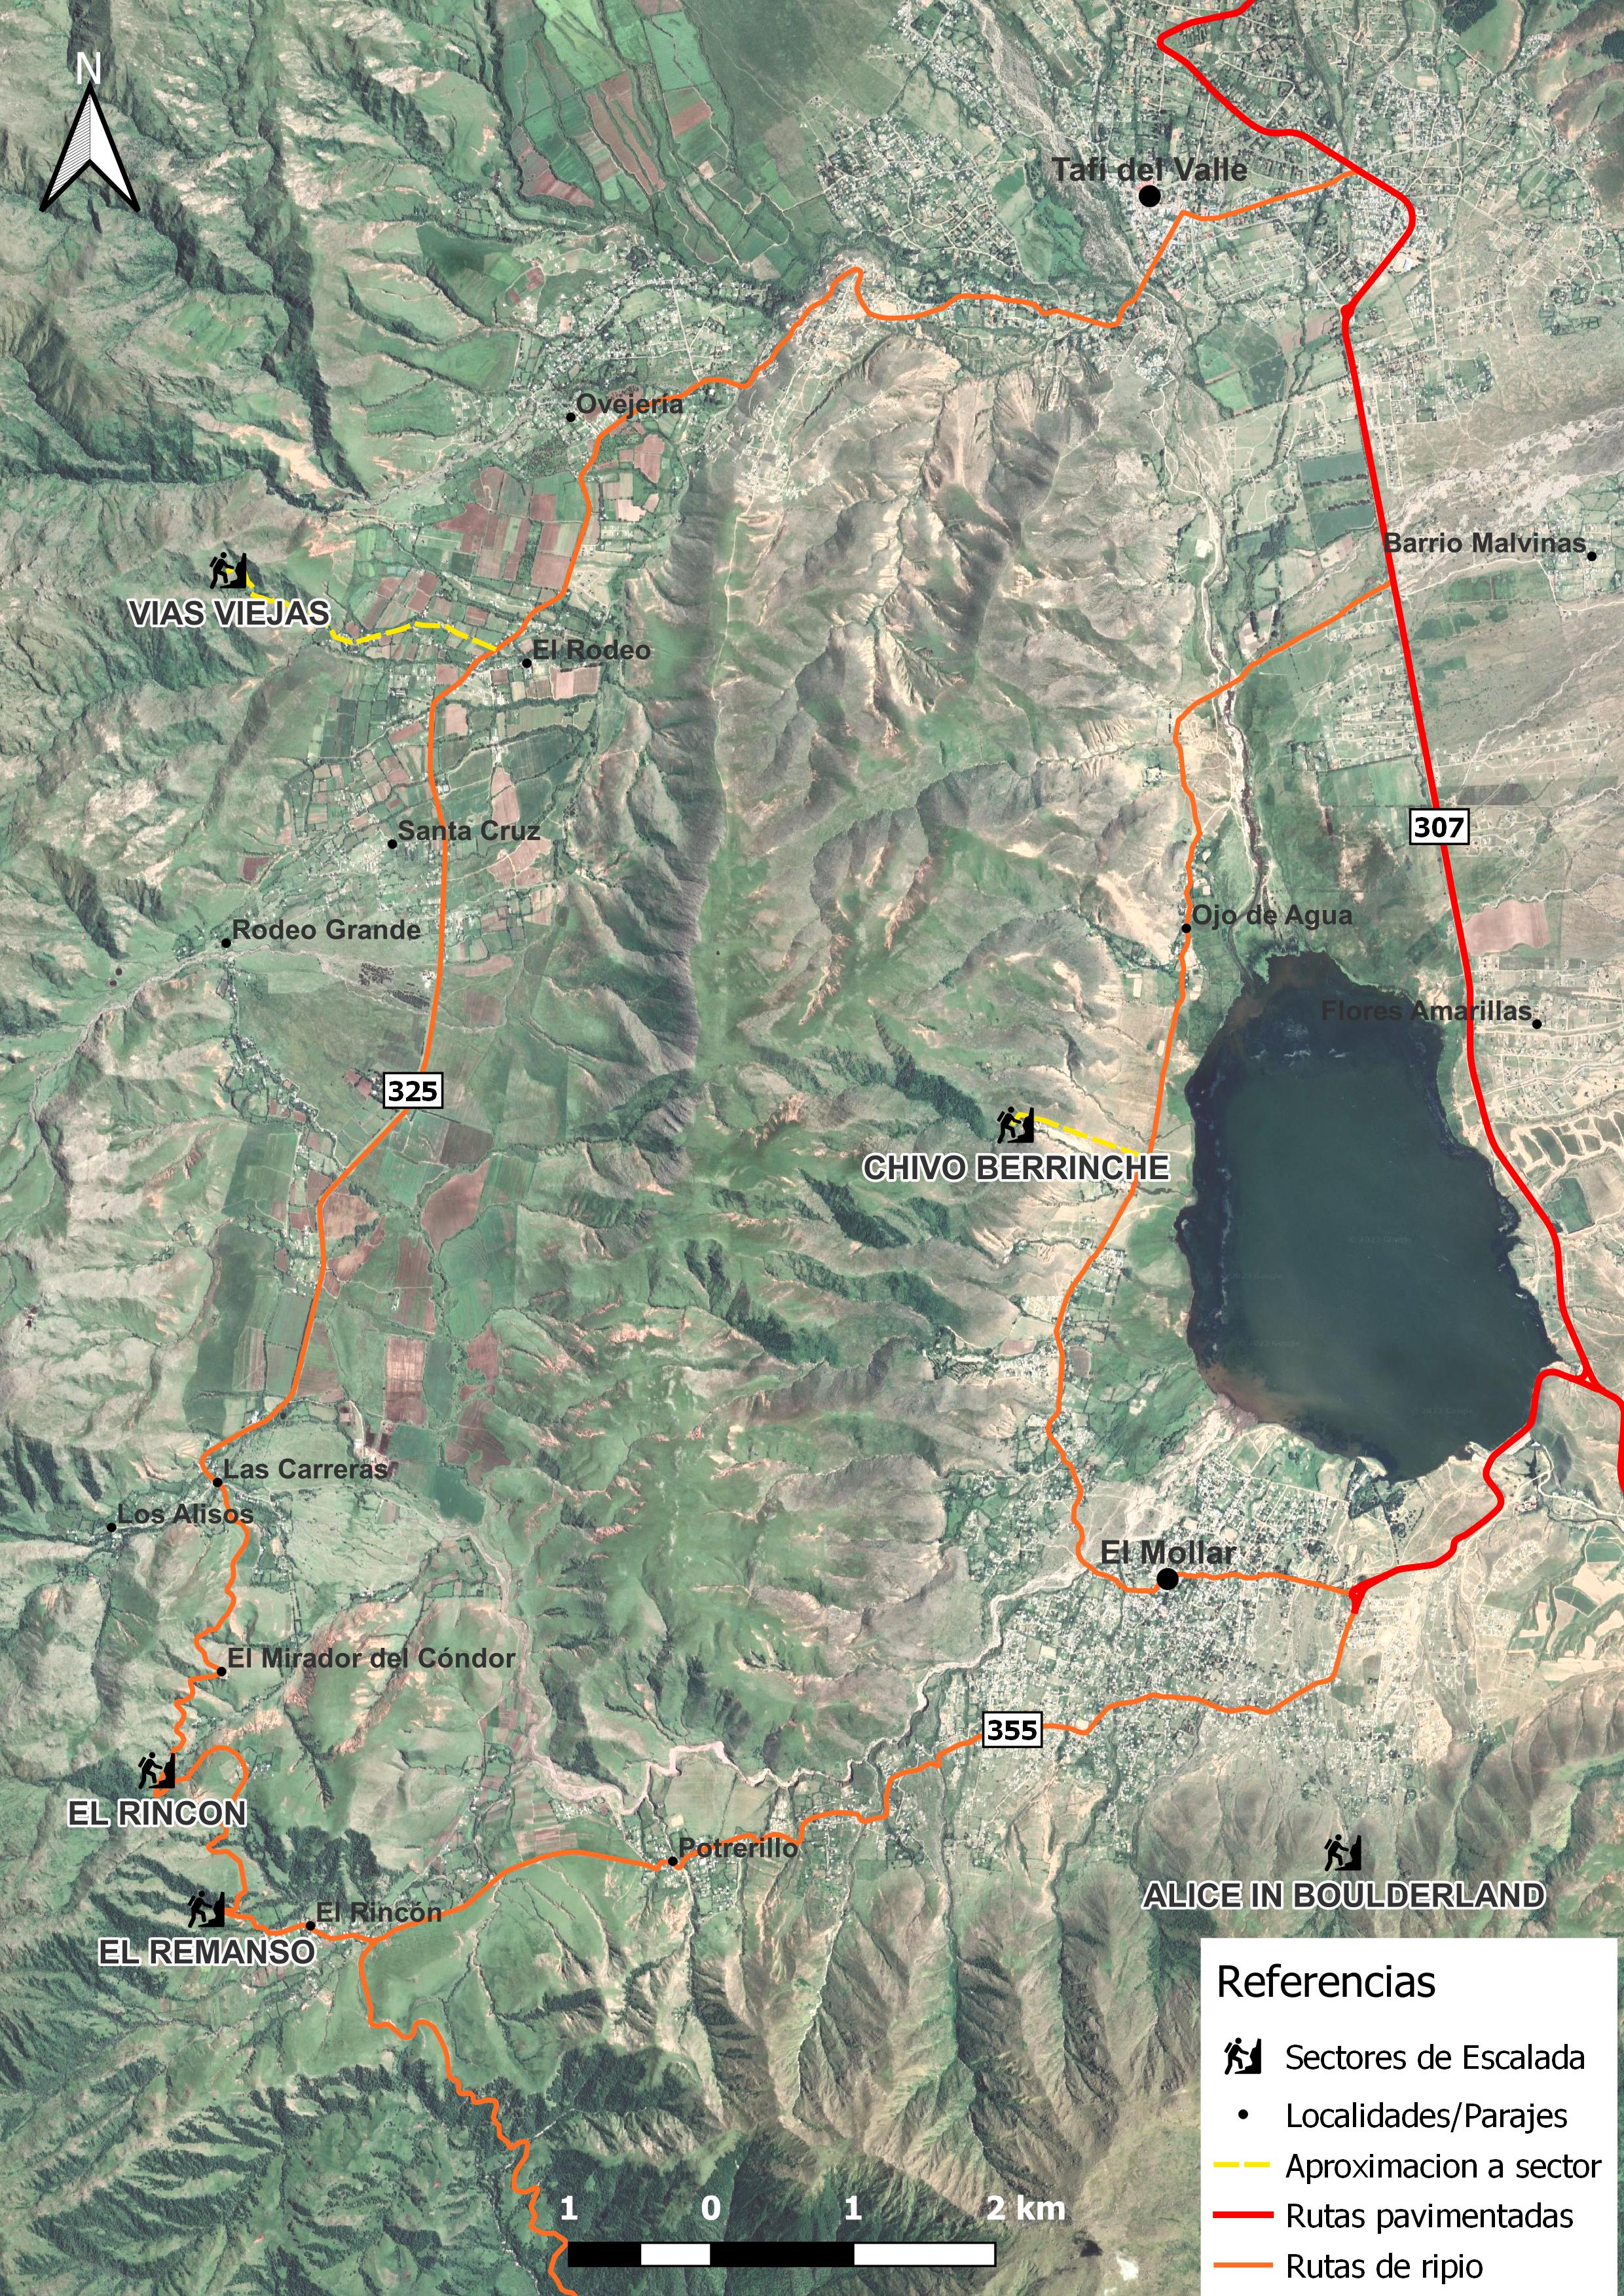 N
Tafí del Valle
Ovejería
Barrio Malvinas
VIAS VIEJAS
El Rodeo
307
Santa Cruz
Ojo de Agua
Rodeo Grande
Flores Amarillas
325
CHIVO BERRINCHE
Las Carreras
Los Alisos
El Mollar
El Mirador del Cóndor
355
EL RINCON
Potrerillo
ALICE IN BOULDERLAND
El Rincón
EL REMANSO
Referencias
Sectores de Escalada
Localidades/Parajes
Aproximacion a sector
Rutas pavimentadas
Rutas de ripio
1 0 1 2 km